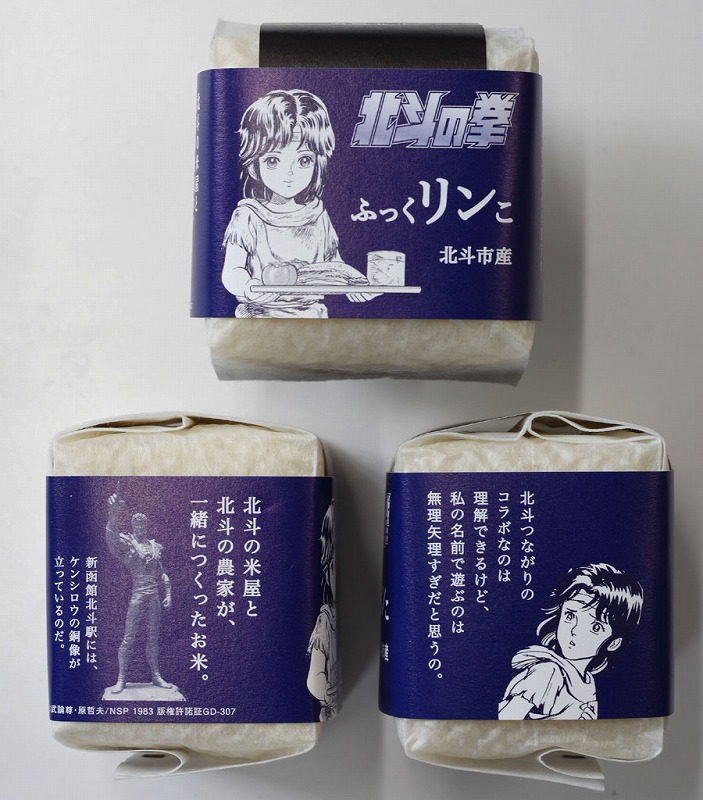 北斗の拳
ふっくリンこ
北斗市産
北斗の米屋と
北斗の農家が、
一緒につくったお米。
新函館北斗駅には、
ケンシロウの銅像が
立っているのだ。
武論尊・原哲夫/NSP 1983 版権許諾証GD-307
北斗つながりの
コラボなのは
理解できるけど、
私の名前で遊ぶのは
無理矢理すぎだと思うの。